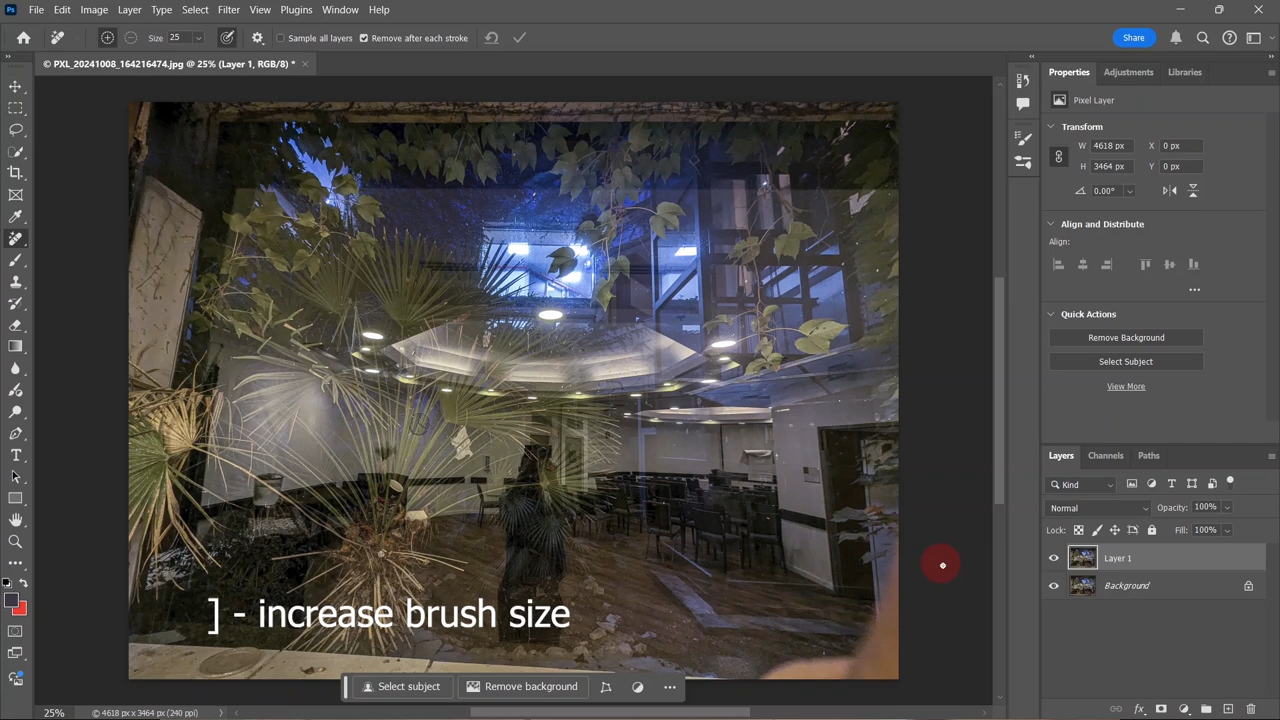 Ps File Edit Image Layer Type Select Filter View Plugins Window Help
Size 25 Sample all layers Remove after each stroke Share
© PXL_20241008_164216474.jpg @ 25% (Layer 1, RGB/8) *
Properties Adjustments Libraries
Pixel Layer
Transform
W 4618 px X 0 px
H 3464 px Y 0 px
0.00°
Align and Distribute
Align:
Quick Actions
Remove Background
Select Subject
View More
Layers Channels Paths
Kind
Normal Opacity: 100%
Lock: Fill: 100%
Layer 1
Background
] - increase brush size
Select subject Remove background
25% © 4618 px x 3464 px (240 ppi)